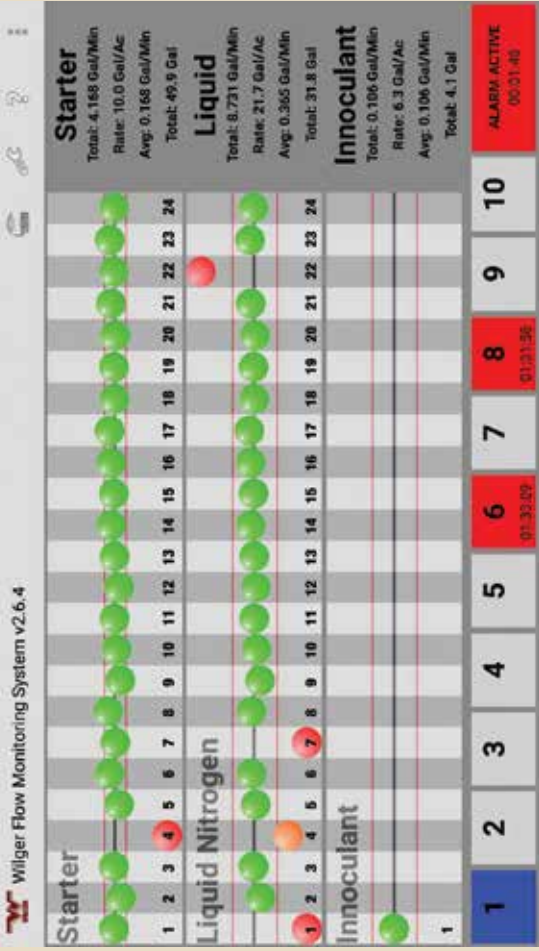 Wilger Flow Monitoring System v2.6.4
Starter
1 2 3 4 5 6 7 8 9 10 11 12 13 14 15 16 17 18 19 20 21 22 23 24
Starter
Total: 4.168 Gal/Min
Rate: 10.0 Gal/Ac
Avg: 0.168 Gal/Min
Total: 49.9 Gal
Liquid Nitrogen
1 2 3 4 5 6 7 8 9 10 11 12 13 14 15 16 17 18 19 20 21 22 23 24
Liquid
Total: 8.731 Gal/Min
Rate: 21.7 Gal/Ac
Avg: 0.365 Gal/Min
Total: 31.8 Gal
Innoculant
1
Innoculant
Total: 0.106 Gal/Min
Rate: 6.3 Gal/Ac
Avg: 0.106 Gal/Min
Total: 4.1 Gal
1 2 3 4 5 6 7 8 9 10
01:33:09
01:31:56
ALARM ACTIVE
00:01:40